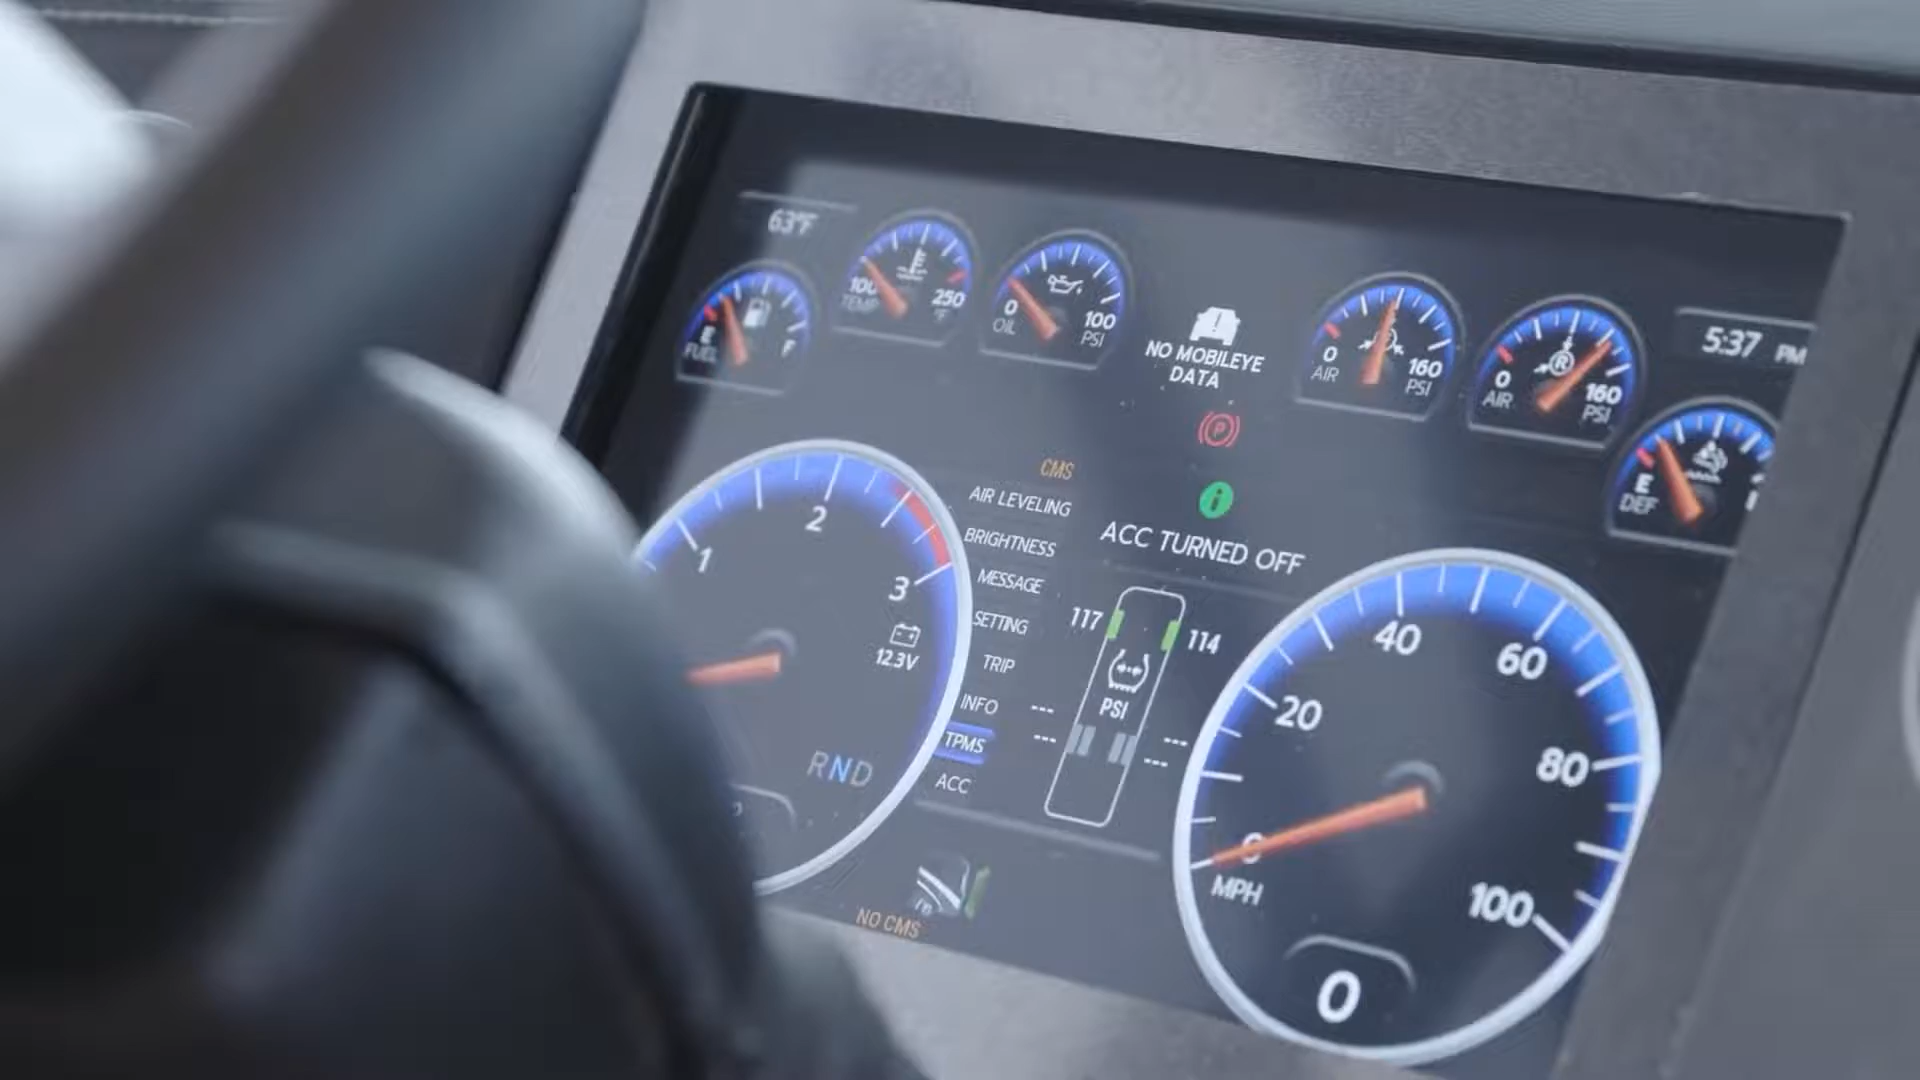 63°F
E
F
FUEL
100
250
TEMP
°F
0
100
OIL
PSI
NO MOBILEYE
DATA
0
160
AIR
PSI
R
0
160
AIR
PSI
5:37 PM
E
DEF
P
i
ACC TURNED OFF
CMS
AIR LEVELING
BRIGHTNESS
MESSAGE
SETTING
TRIP
INFO
TPMS
ACC
1
2
3
12.3V
RND
117
114
PSI
---
---
---
---
NO CMS
0
20
40
60
80
100
MPH
0